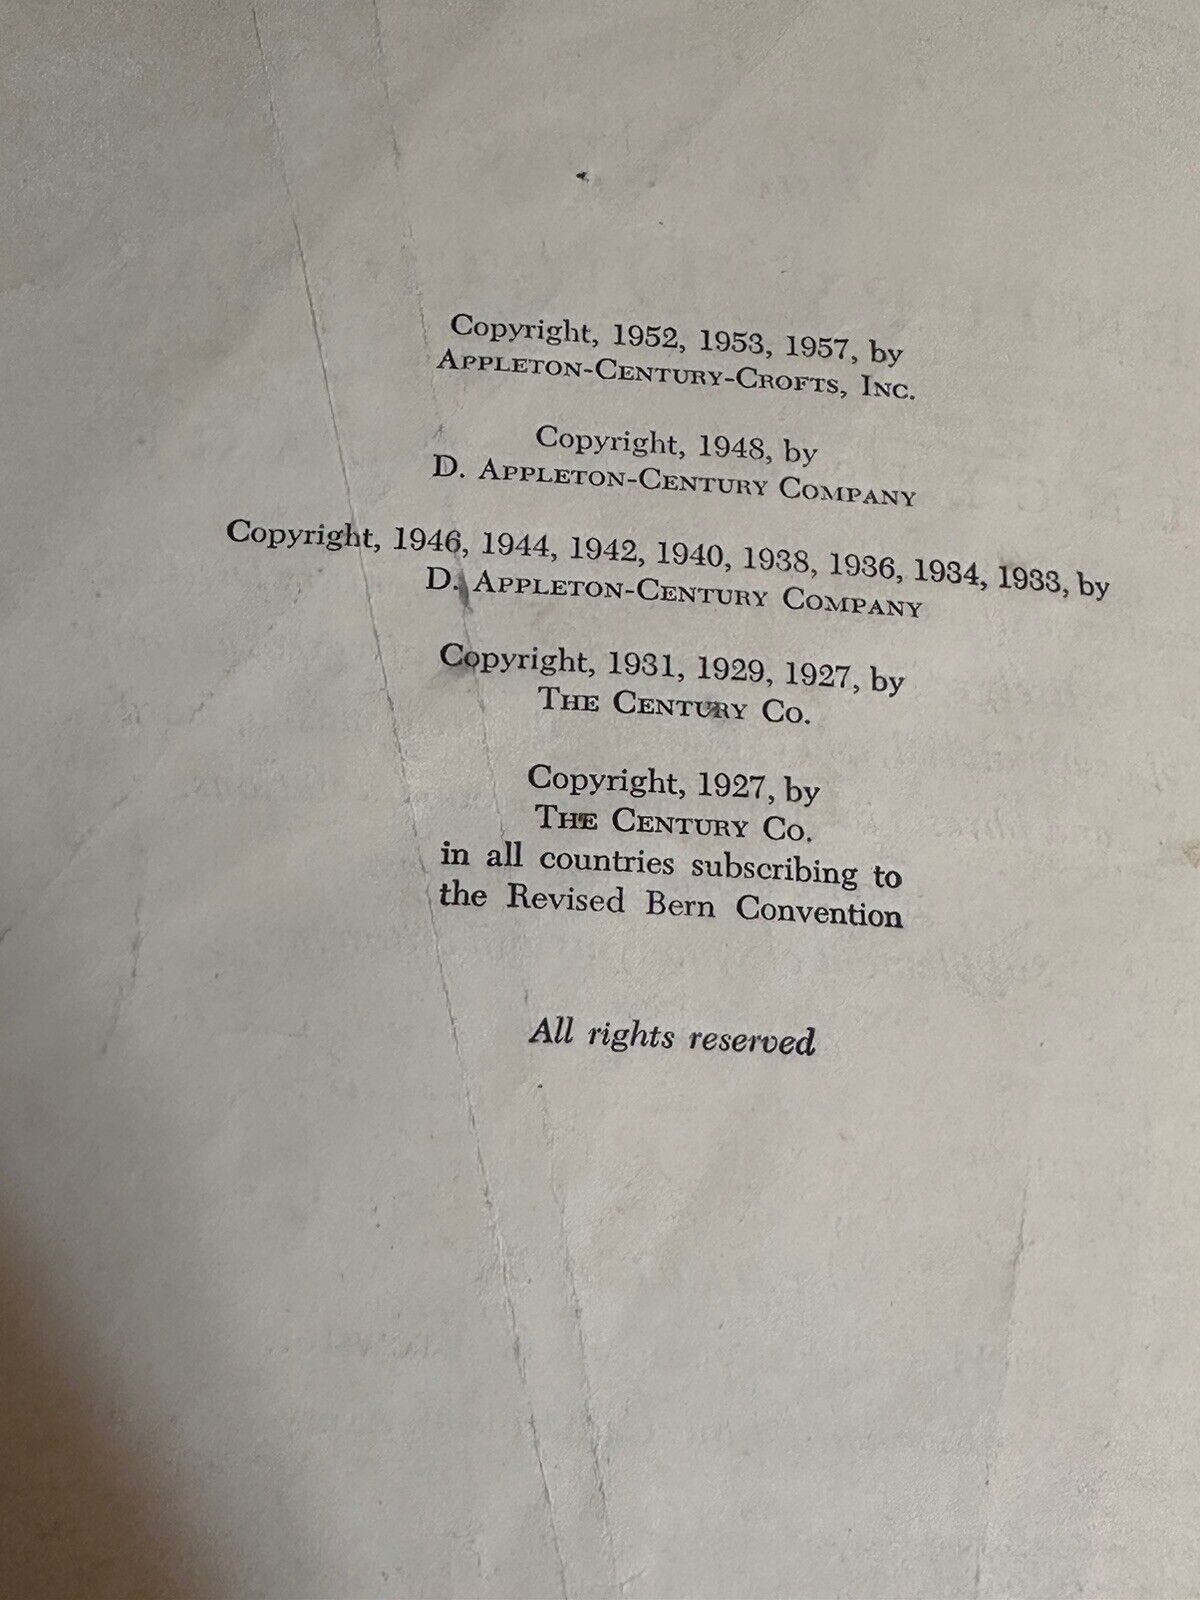 Copyright, 1952, 1953, 1957, by
APPLETON-CENTURY-CROFTS, INC.
Copyright, 1948, by
D. APPLETON-CENTURY COMPANY
Copyright, 1946, 1944, 1942, 1940, 1938, 1936, 1934, 1933, by
D. APPLETON-CENTURY COMPANY
Copyright, 1931, 1929, 1927, by
THE CENTURY CO.
Copyright, 1927, by
THE CENTURY CO.
in all countries subscribing to
the Revised Bern Convention
All rights reserved